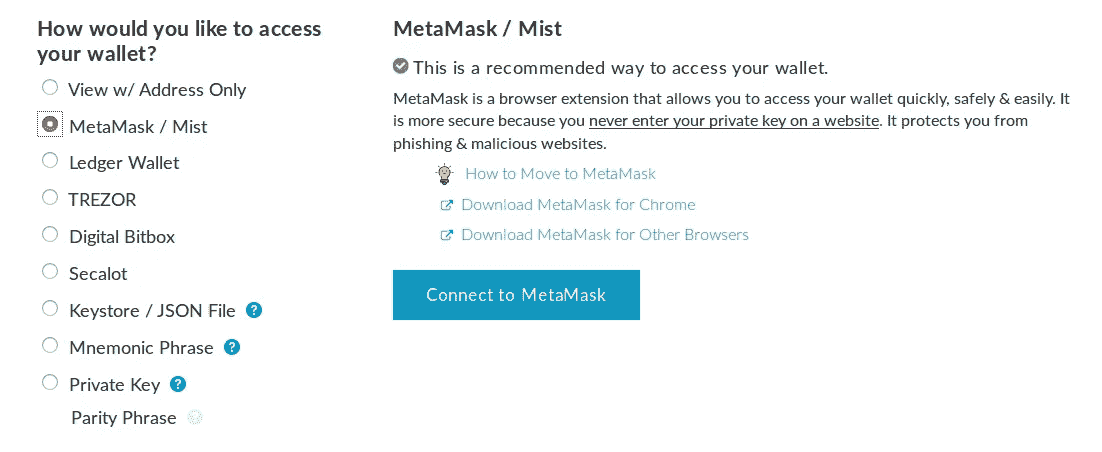 How would you like to access
your wallet?
View w/ Address Only
MetaMask / Mist
Ledger Wallet
TREZOR
Digital Bitbox
Secalot
Keystore / JSON File ?
Mnemonic Phrase ?
Private Key ?
Parity Phrase
MetaMask / Mist
This is a recommended way to access your wallet.
MetaMask is a browser extension that allows you to access your wallet quickly, safely & easily. It
is more secure because you never enter your private key on a website. It protects you from
phishing & malicious websites.
How to Move to MetaMask
Download MetaMask for Chrome
Download MetaMask for Other Browsers
Connect to MetaMask